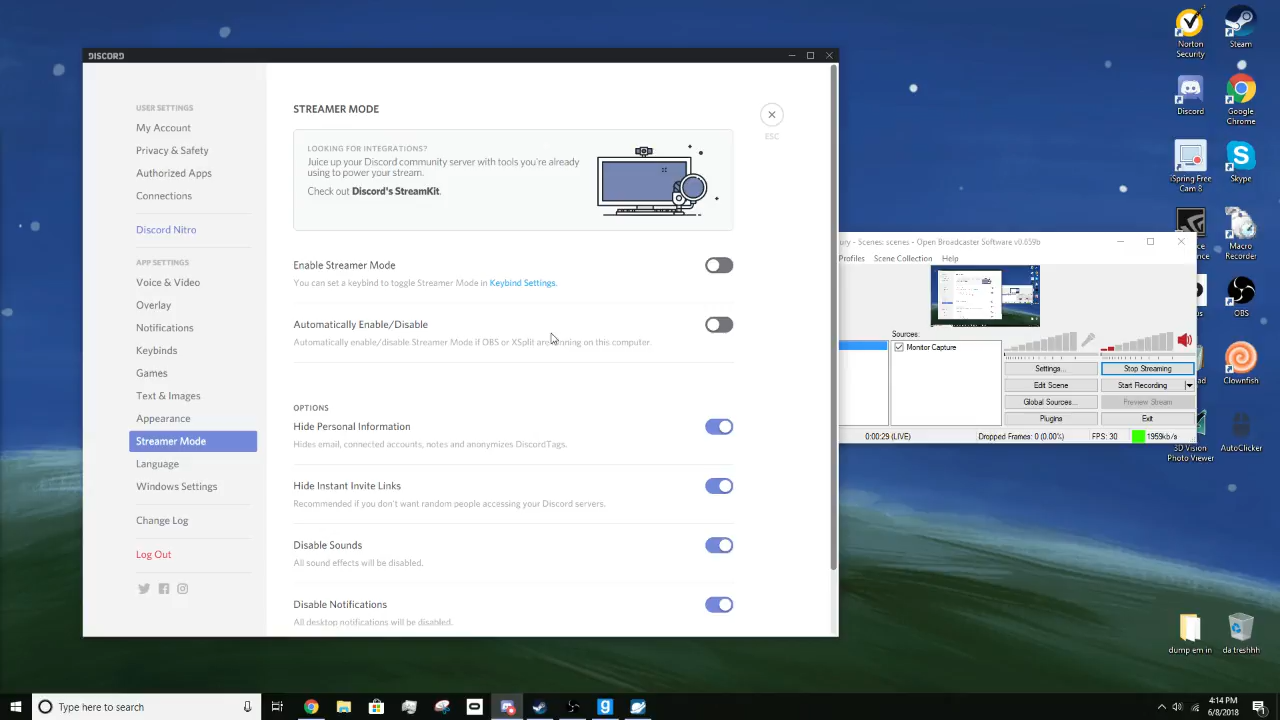 DISCORD
USER SETTINGS
My Account
Privacy & Safety
Authorized Apps
Connections
Discord Nitro
APP SETTINGS
Voice & Video
Overlay
Notifications
Keybinds
Games
Text & Images
Appearance
Streamer Mode
Language
Windows Settings
Change Log
Log Out
STREAMER MODE
ESC
LOOKING FOR INTEGRATIONS?
Juice up your Discord community server with tools you're already
using to power your stream.
Check out Discord's StreamKit.
Enable Streamer Mode
You can set a keybind to toggle Streamer Mode in Keybind Settings.
Automatically Enable/Disable
Automatically enable/disable Streamer Mode if OBS or XSplit are running on this computer.
OPTIONS
Hide Personal Information
Hides email, connected accounts, notes and anonymizes DiscordTags.
Hide Instant Invite Links
Recommended if you don't want random people accessing your Discord servers.
Disable Sounds
All sound effects will be disabled.
Disable Notifications
All desktop notifications will be disabled.
ury - Scenes: scenes - Open Broadcaster Software v0.659b
Profiles Scene Collection Help
Sources:
Monitor Capture
Settings...
Stop Streaming
Edit Scene
Start Recording
Global Sources...
Preview Stream
Plugins
Exit
0:00:29 (LIVE)
Dropped Frames: 0 (0.00%)
FPS: 30
1959kb/s
Norton
Security
Steam
Discord
Google
Chrome
iSpring Free
Cam 8
Skype
Macro
Recorder
OBS
Clownfish
3D Vision
Photo Viewer
AutoClicker
dump em in
da treshh
Type here to search
4:14 PM
6/8/2018